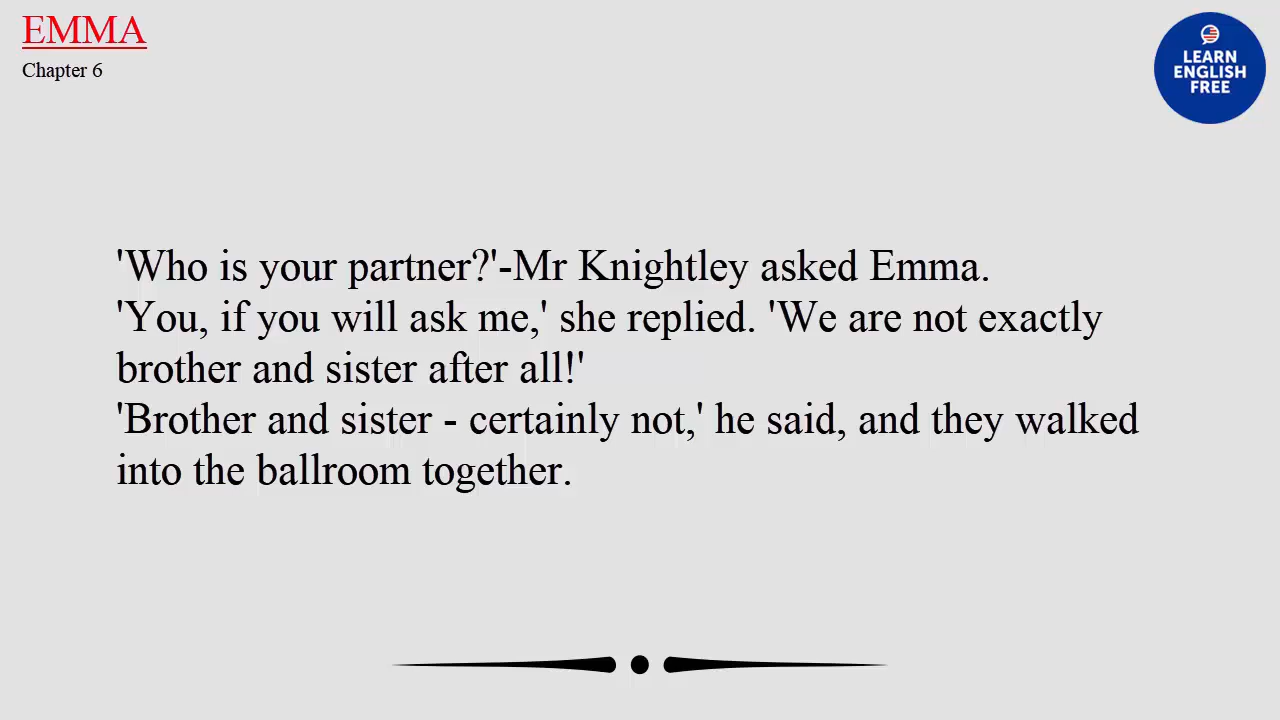 EMMA
Chapter 6
LEARN
ENGLISH
FREE
'Who is your partner?'-Mr Knightley asked Emma.
'You, if you will ask me,' she replied. 'We are not exactly
brother and sister after all!'
'Brother and sister - certainly not,' he said, and they walked
into the ballroom together.